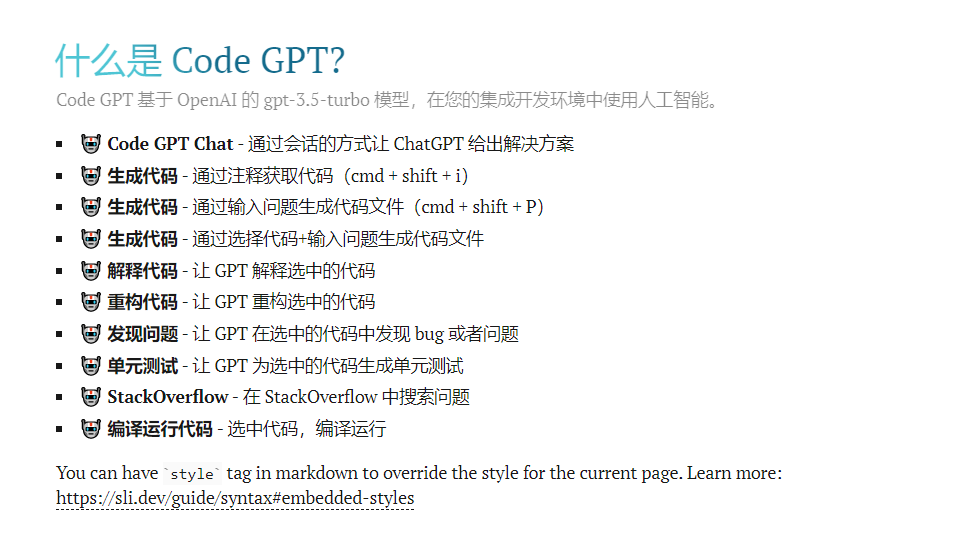 什么是 Code GPT?
Code GPT 基于 OpenAI 的 gpt-3.5-turbo 模型，在您的集成开发环境中使用人工智能。
Code GPT Chat - 通过会话的方式让 ChatGPT 给出解决方案
生成代码 - 通过注释获取代码（cmd + shift + i）
生成代码 - 通过输入问题生成代码文件（cmd + shift + P）
生成代码 - 通过选择代码+输入问题生成代码文件
解释代码 - 让 GPT 解释选中的代码
重构代码 - 让 GPT 重构选中的代码
发现问题 - 让 GPT 在选中的代码中发现 bug 或者问题
单元测试 - 让 GPT 为选中的代码生成单元测试
StackOverflow - 在 StackOverflow 中搜索问题
编译运行代码 - 选中代码，编译运行
You can have `style` tag in markdown to override the style for the current page. Learn more:
https://sli.dev/guide/syntax#embedded-styles